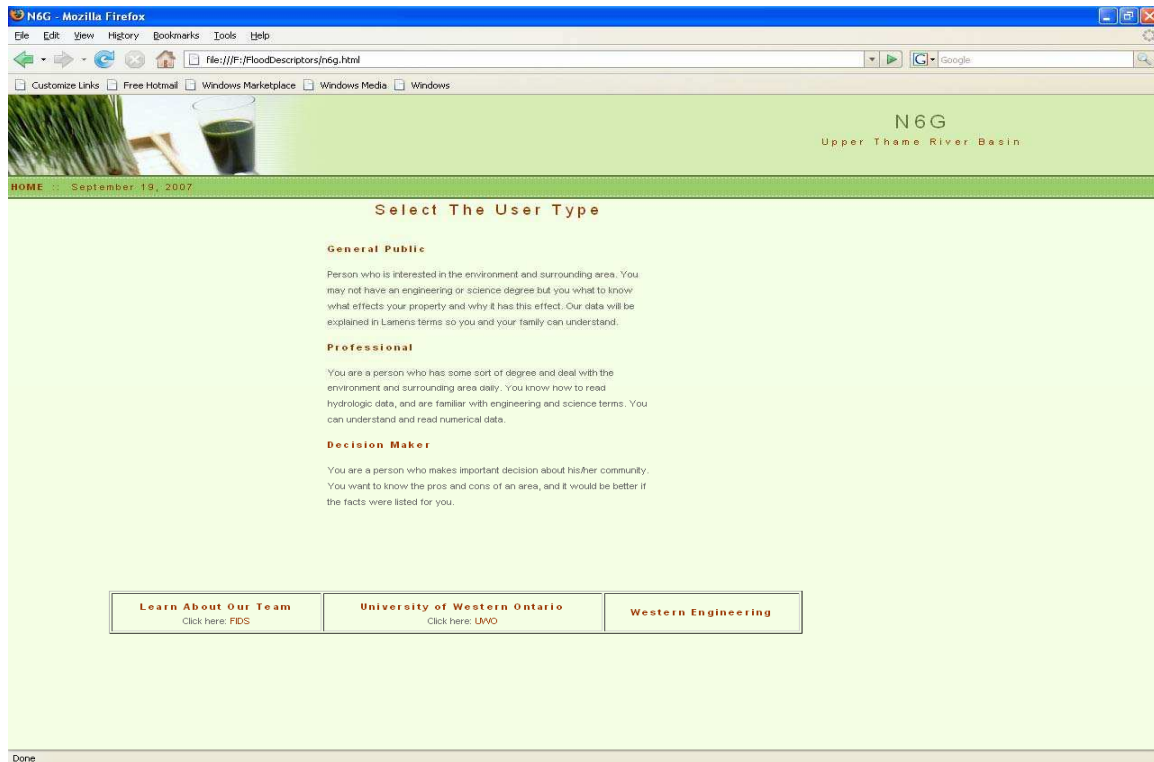 N6G - Mozilla Firefox
File Edit View History Bookmarks Tools Help
file:///F:/FloodDescriptors/n6g.html
G Google
Customize Links Free Hotmail Windows Marketplace Windows Media Windows
N6G
Upper Thame River Basin
HOME :: September 19, 2007
Select The User Type
General Public
Person who is interested in the environment and surrounding area. You
may not have an engineering or science degree but you what to know
what effects your property and why it has this effect. Our data will be
explained in Lamens terms so you and your family can understand.
Professional
You are a person who has some sort of degree and deal with the
environment and surrounding area daily. You know how to read
hydrologic data, and are familiar with engineering and science terms. You
can understand and read numerical data.
Decision Maker
You are a person who makes important decision about his/her community.
You want to know the pros and cons of an area, and it would be better if
the facts were listed for you.
Learn About Our Team
Click here: FIDS
University of Western Ontario
Click here: UWO
Western Engineering
Done